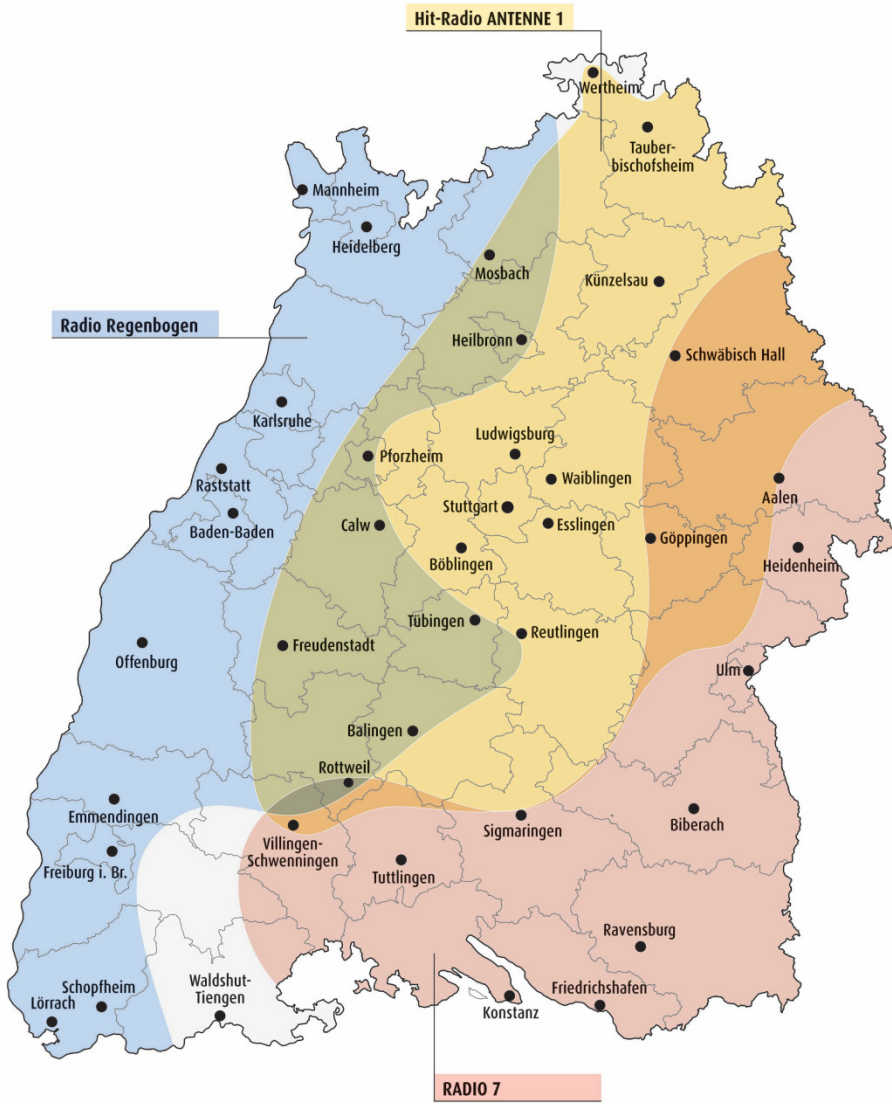 Hit-Radio ANTENNE 1
Wertheim
Tauber-
bischofsheim
Mannheim
Heidelberg
Mosbach
Künzelsau
Radio Regenbogen
Heilbronn
Schwäbisch Hall
Karlsruhe
Ludwigsburg
Pforzheim
Raststatt
Waiblingen
Aalen
Stuttgart
Baden-Baden
Calw
Esslingen
Göppingen
Böblingen
Heidenheim
Tübingen
Reutlingen
Offenburg
Freudenstadt
Ulm
Balingen
Rottweil
Emmendingen
Sigmaringen
Biberach
Villingen-
Schwenningen
Freiburg i. Br.
Tuttlingen
Ravensburg
Schopfheim
Waldshut-
Tiengen
Lörrach
Konstanz
Friedrichshafen
RADIO 7